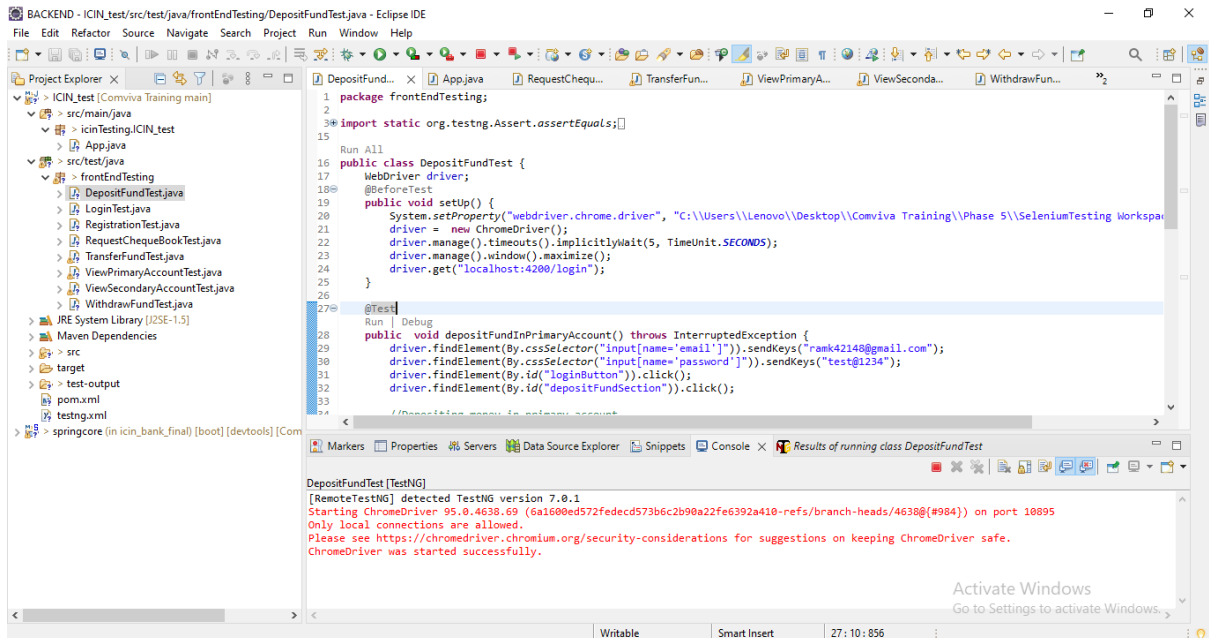 BACKEND - ICIN_test/src/test/java/frontEndTesting/DepositFundTest.java - Eclipse IDE
File Edit Refactor Source Navigate Search Project Run Window Help
Project Explorer
DepositFund... App.java RequestChequ... TransferFun... ViewPrimaryA... ViewSeconda... WithdrawFun... »2
> ICIN_test [Comviva Training main]
> src/main/java
> icinTesting.ICIN_test
> App.java
> src/test/java
> frontEndTesting
> DepositFundTest.java
> LoginTest.java
> RegistrationTest.java
> RequestChequeBookTest.java
> TransferFundTest.java
> ViewPrimaryAccountTest.java
> ViewSecondaryAccountTest.java
> WithdrawFundTest.java
> JRE System Library [J2SE-1.5]
> Maven Dependencies
> > src
> target
> > test-output
pom.xml
testng.xml
> > springcore (in icin_bank_final) [boot] [devtools] [Com
1 package frontEndTesting;
2
3 import static org.testng.Assert.assertEquals;
15
Run All
16 public class DepositFundTest {
17 WebDriver driver;
18 @BeforeTest
19 public void setUp() {
20 System.setProperty("webdriver.chrome.driver", "C:\\Users\\Lenovo\\Desktop\\Comviva Training\\Phase 5\\SeleniumTesting Workspa
21 driver = new ChromeDriver();
22 driver.manage().timeouts().implicitlyWait(5, TimeUnit.SECONDS);
23 driver.manage().window().maximize();
24 driver.get("localhost:4200/login");
25 }
26
27 @Test
Run | Debug
28 public void depositFundInPrimaryAccount() throws InterruptedException {
29 driver.findElement(By.cssSelector("input[name='email']")).sendKeys("ramk42148@gmail.com");
30 driver.findElement(By.cssSelector("input[name='password']")).sendKeys("test@1234");
31 driver.findElement(By.id("loginButton")).click();
32 driver.findElement(By.id("depositFundSection")).click();
33
34 //Depositing money in primary account
Markers Properties Servers Data Source Explorer Snippets Console Results of running class DepositFundTest
DepositFundTest [TestNG]
[RemoteTestNG] detected TestNG version 7.0.1
Starting ChromeDriver 95.0.4638.69 (6a1600ed572fedecd573b6c2b90a22fe6392a410-refs/branch-heads/4638@{#984}) on port 10895
Only local connections are allowed.
Please see https://chromedriver.chromium.org/security-considerations for suggestions on keeping ChromeDriver safe.
ChromeDriver was started successfully.
Activate Windows
Go to Settings to activate Windows.
Writable Smart Insert 27 : 10 : 856